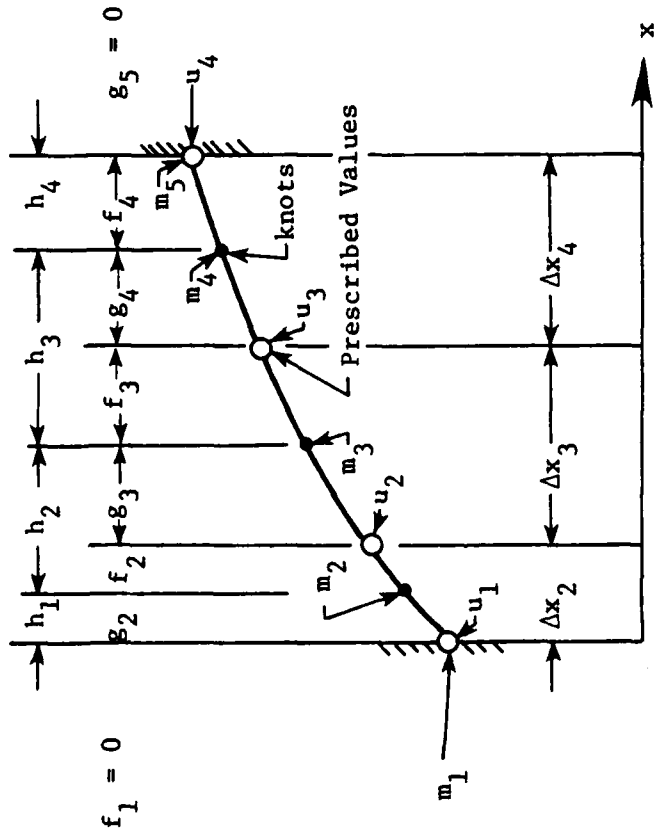 h₁ h₂ h₃ h₄
f₁ = 0 g₂ f₂ g₃ f₃ g₄ f₄ g₅ = 0
m₅
u₄
m₄
knots
u₃
Prescribed Values
m₃
u₂
m₂
u₁
m₁
Δx₂ Δx₃ Δx₄
x